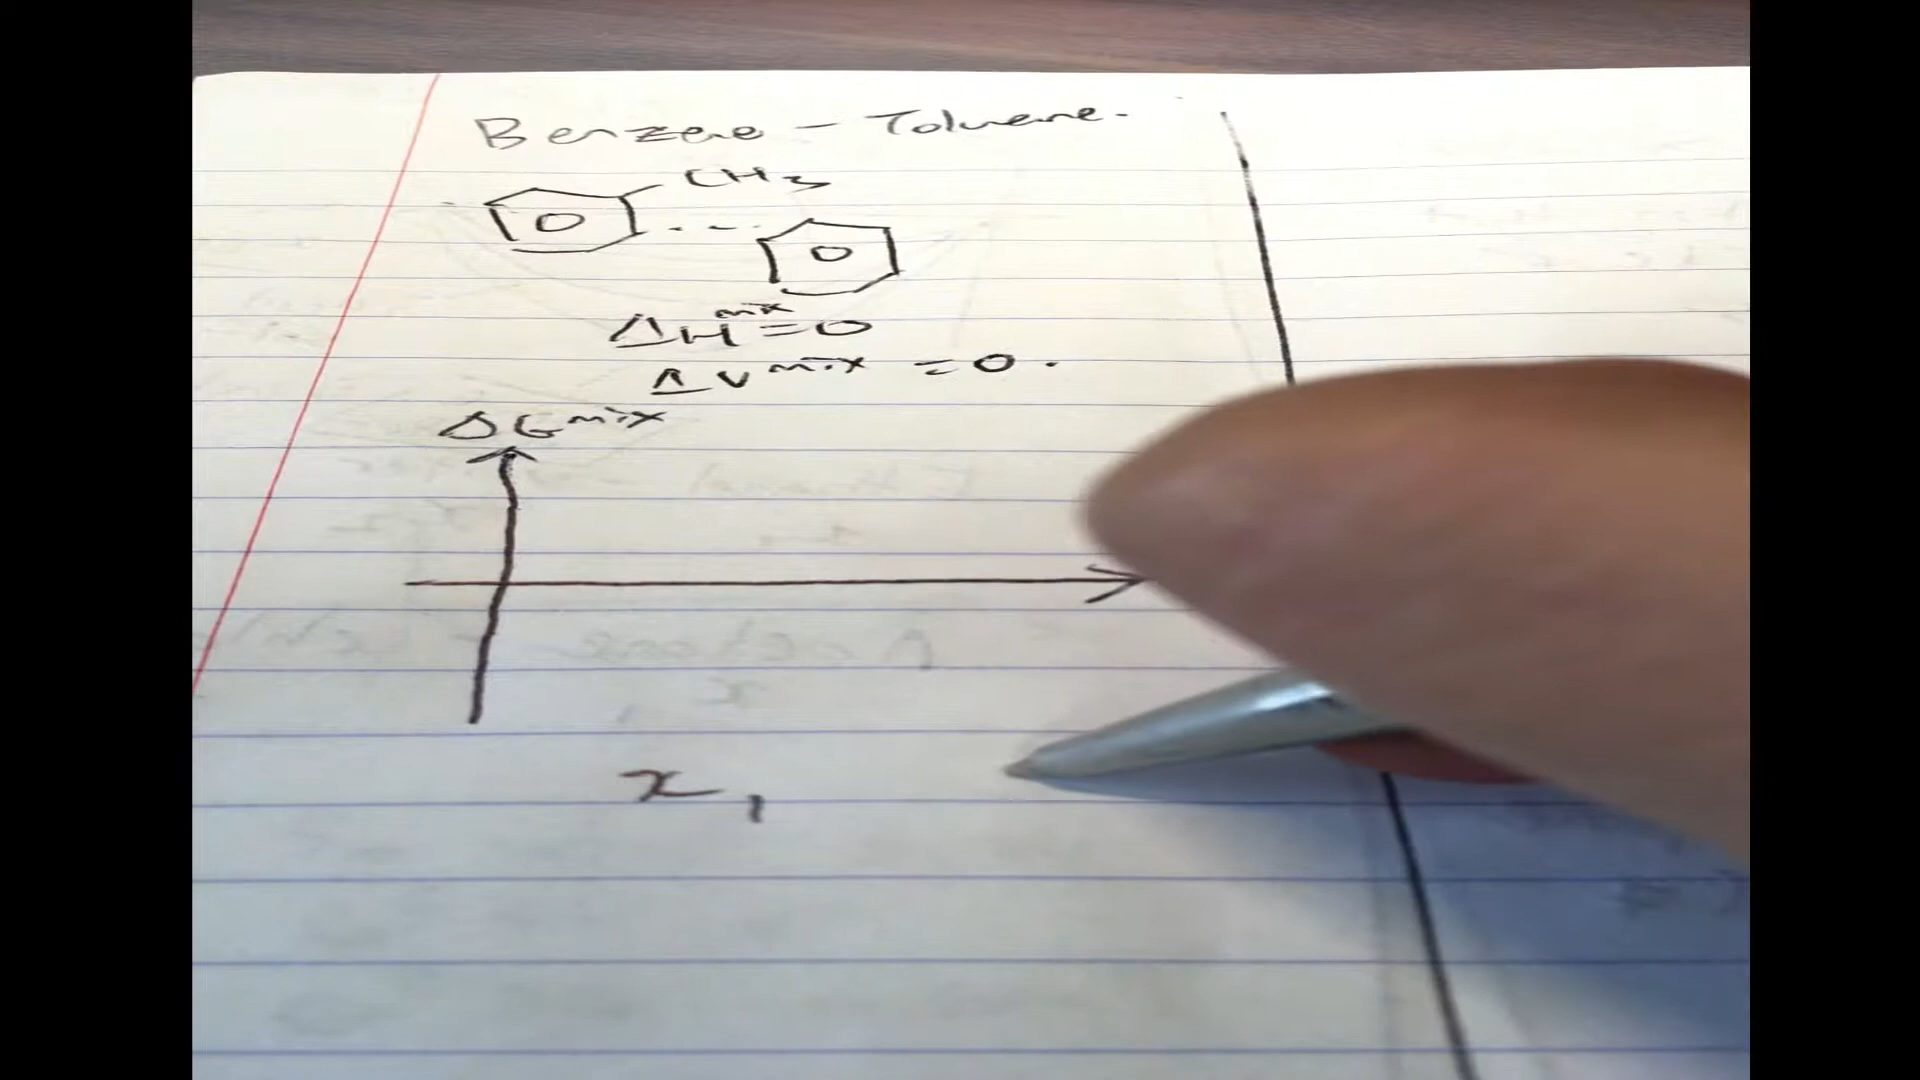 Benzene - Toluene.
CH3
ΔH^mix = 0
ΔV^mix = 0.
ΔG^mix
x1